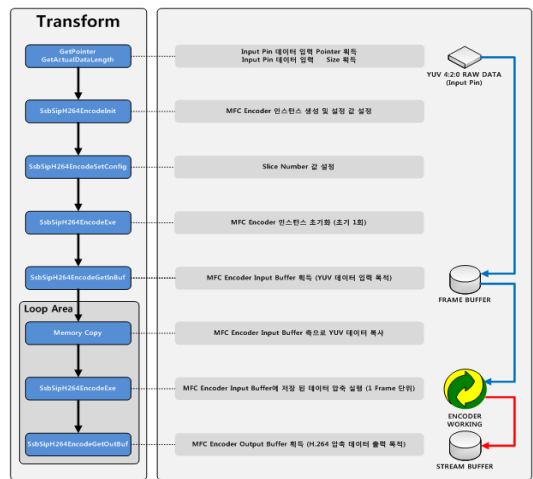 Transform
GetPointer
GetActualDataLength
Input Pin 데이터 입력 Pointer 획득
Input Pin 데이터 입력 Size 획득
YUV 4:2:0 RAW DATA
(Input Pin)
SsbSipH264EncodeInit
MFC Encoder 인스턴스 생성 및 설정 값 설정
SsbSipH264EncodeSetConfig
Slice Number 값 설정
SsbSipH264EncodeExe
MFC Encoder 인스턴스 초기화 (초기 1회)
SsbSipH264EncodeGetInBuf
MFC Encoder Input Buffer 획득 (YUV 데이터 입력 목적)
FRAME BUFFER
Loop Area
Memory Copy
MFC Encoder Input Buffer 측으로 YUV 데이터 복사
SsbSipH264EncodeExe
MFC Encoder Input Buffer에 저장 된 데이터 압축 실행 (1 Frame 단위)
ENCODER
WORKING
SsbSipH264EncodeGetOutBuf
MFC Encoder Output Buffer 획득 (H.264 압축 데이터 출력 목적)
STREAM BUFFER